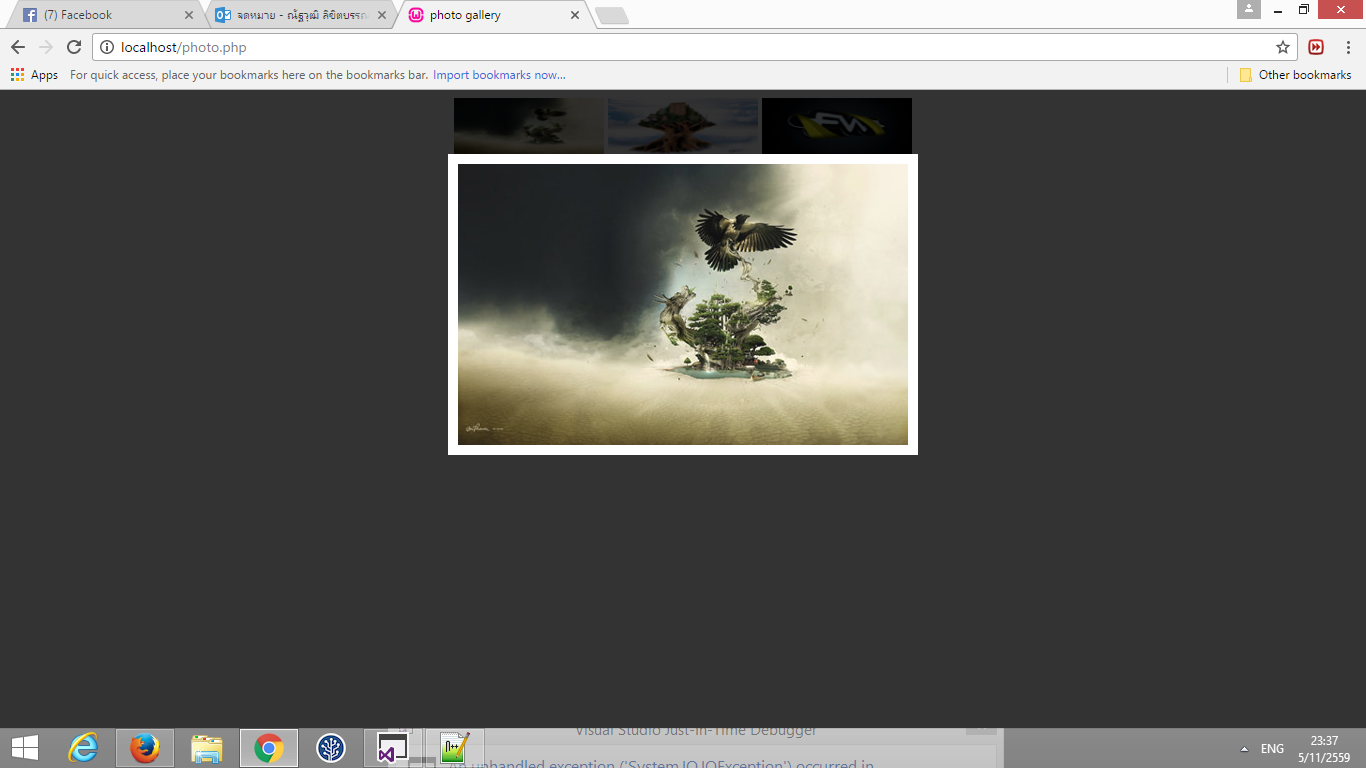 (7) Facebook
จดหมาย - ณัฐวุฒิ ลิขิตบรรณ
photo gallery
localhost/photo.php
Apps
For quick access, place your bookmarks here on the bookmarks bar. Import bookmarks now...
Other bookmarks
Visual Studio Just-In-Time Debugger
An unhandled exception ('System.IO.IOException') occurred in
ENG
23:37
5/11/2559